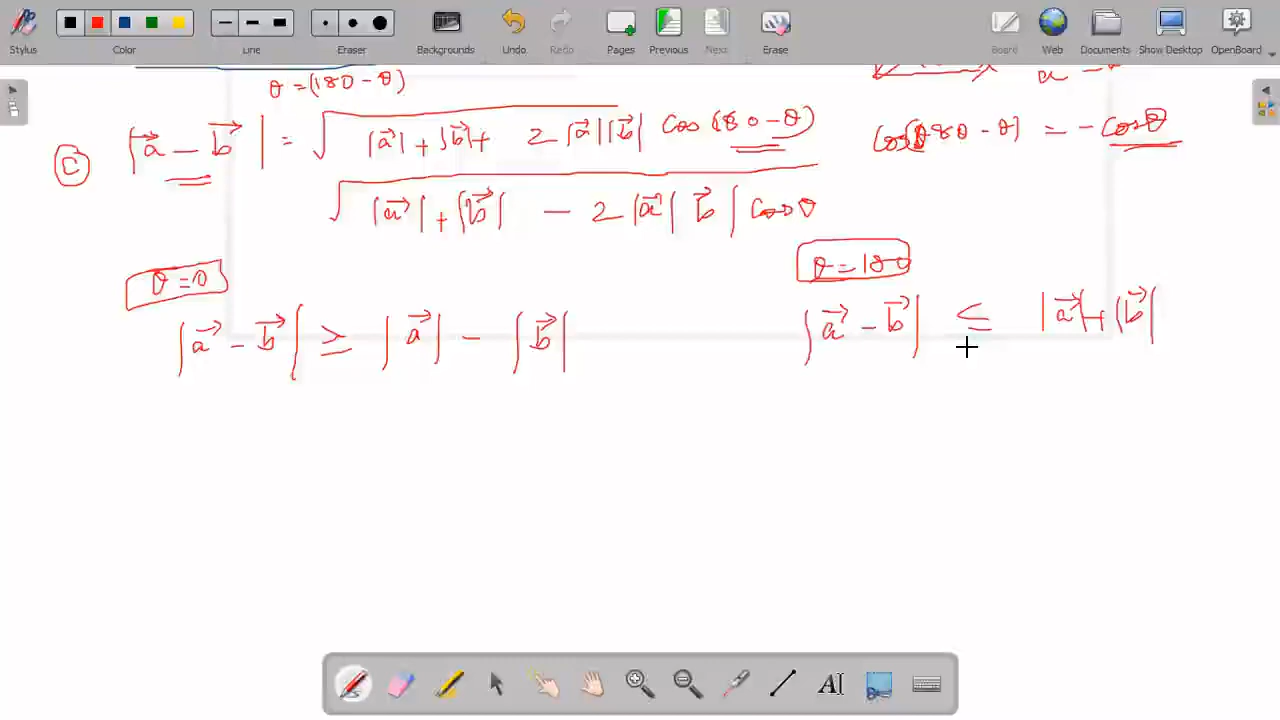 Stylus Color Line Eraser Backgrounds Undo Redo Pages Previous Next Erase Board Web Documents Show Desktop OpenBoard
θ = (180 - θ)
ⓒ |a⃗ - b⃗| = √|a⃗| + |b⃗| + 2|a⃗||b⃗| cos(180 - θ)
cos(180 - θ) = - cosθ
√|a⃗| + |b⃗| - 2|a⃗| b⃗| cosθ
θ = 0
θ = 180
|a⃗ - b⃗| ≥ |a⃗| - |b⃗|
|a⃗ - b⃗| ≤ |a⃗| + |b⃗|